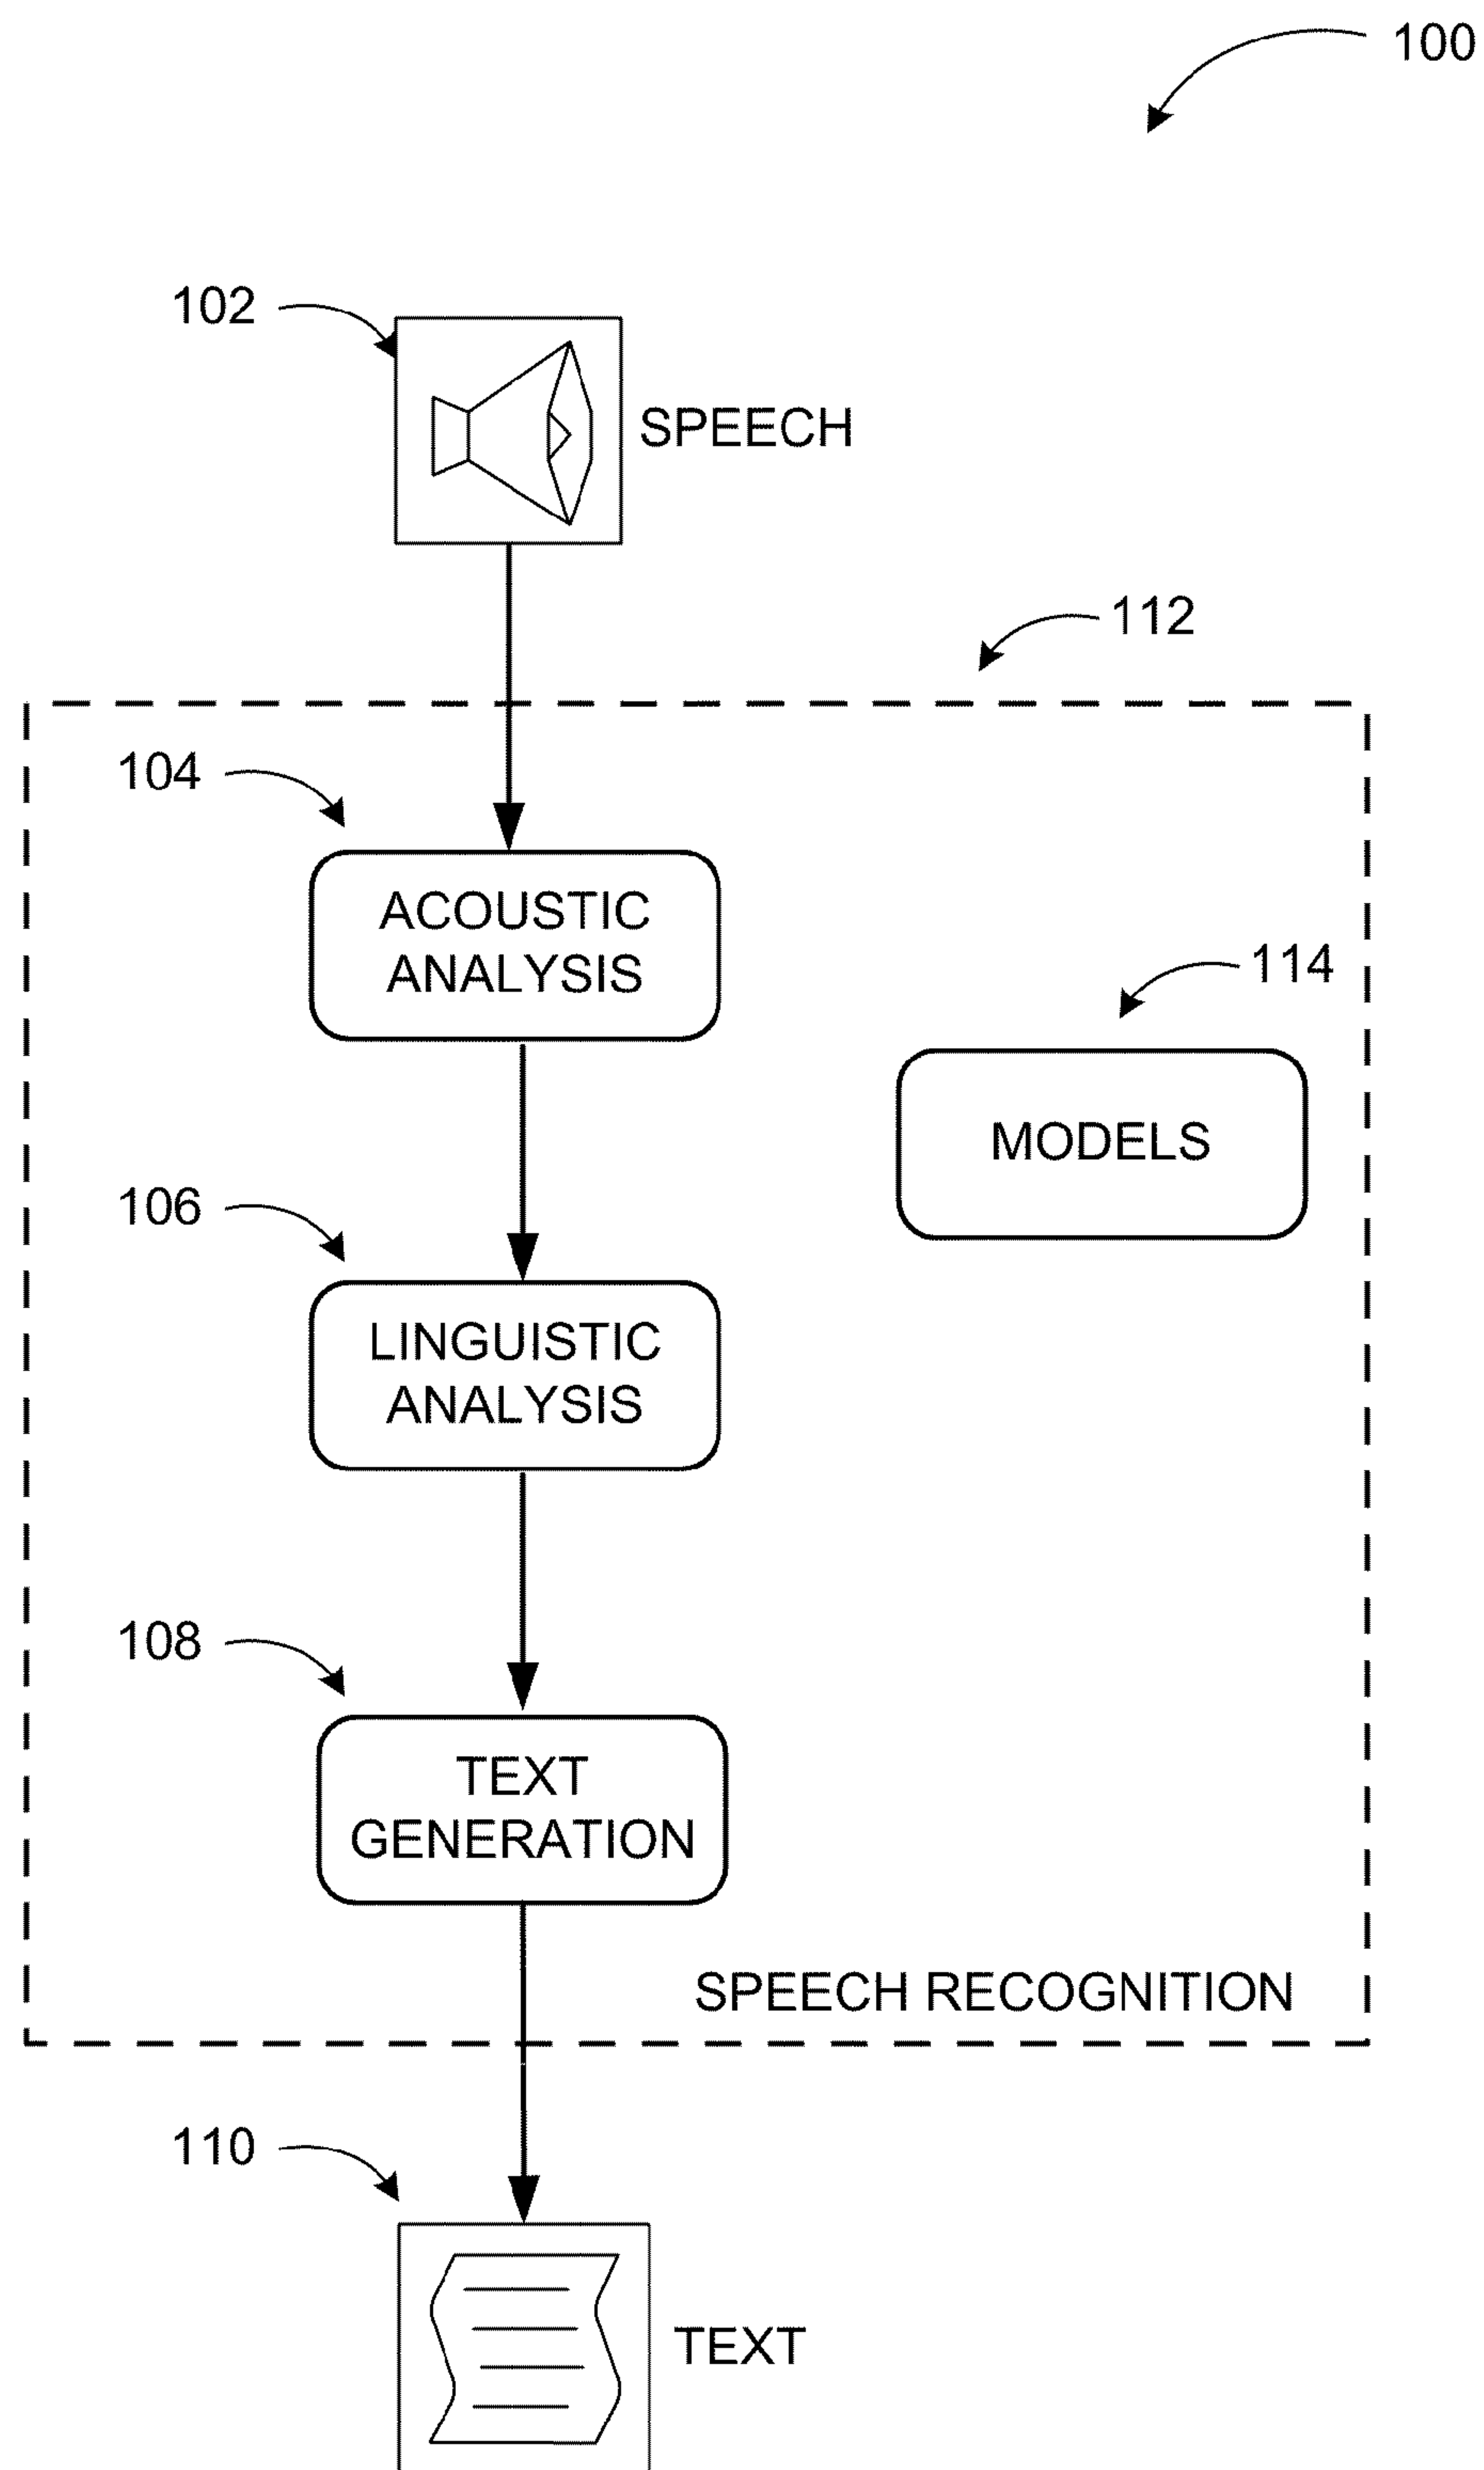 100
102
SPEECH
112
104
ACOUSTIC
ANALYSIS
114
MODELS
106
LINGUISTIC
ANALYSIS
108
TEXT
GENERATION
SPEECH RECOGNITION
110
TEXT